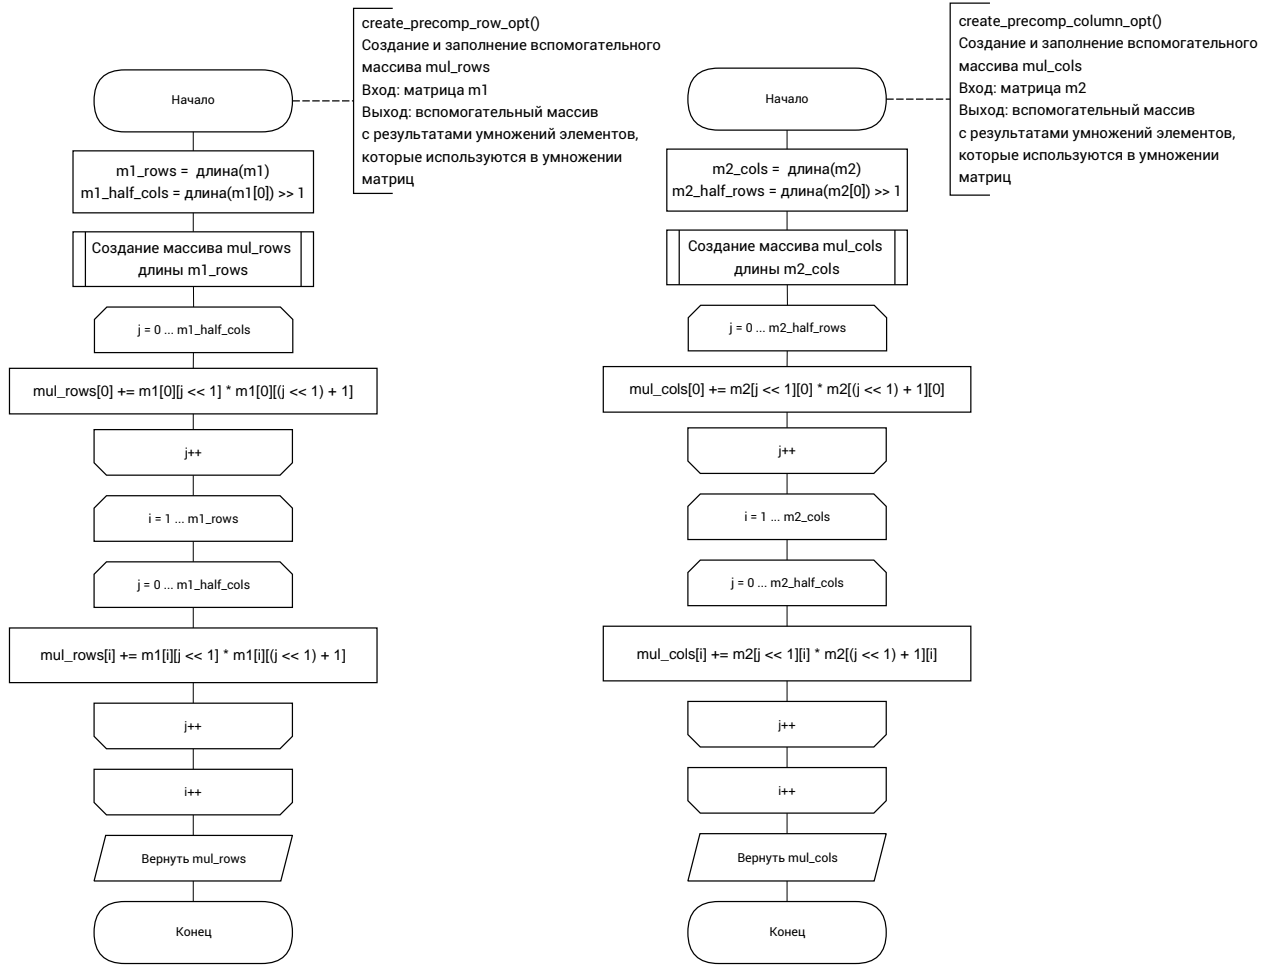 create_precomp_row_opt()
Создание и заполнение вспомогательного
массива mul_rows
Вход: матрица m1
Выход: вспомогательный массив
с результатами умножений элементов,
которые используются в умножении
матриц
Начало
m1_rows = длина(m1)
m1_half_cols = длина(m1[0]) >> 1
Создание массива mul_rows
длины m1_rows
j = 0 ... m1_half_cols
mul_rows[0] += m1[0][j << 1] * m1[0][(j << 1) + 1]
j++
i = 1 ... m1_rows
j = 0 ... m1_half_cols
mul_rows[i] += m1[i][j << 1] * m1[i][(j << 1) + 1]
j++
i++
Вернуть mul_rows
Конец
create_precomp_column_opt()
Создание и заполнение вспомогательного
массива mul_cols
Вход: матрица m2
Выход: вспомогательный массив
с результатами умножений элементов,
которые используются в умножении
матриц
Начало
m2_cols = длина(m2)
m2_half_rows = длина(m2[0]) >> 1
Создание массива mul_cols
длины m2_cols
j = 0 ... m2_half_rows
mul_cols[0] += m2[j << 1][0] * m2[(j << 1) + 1][0]
j++
i = 1 ... m2_cols
j = 0 ... m2_half_cols
mul_cols[i] += m2[j << 1][i] * m2[(j << 1) + 1][i]
j++
i++
Вернуть mul_cols
Конец